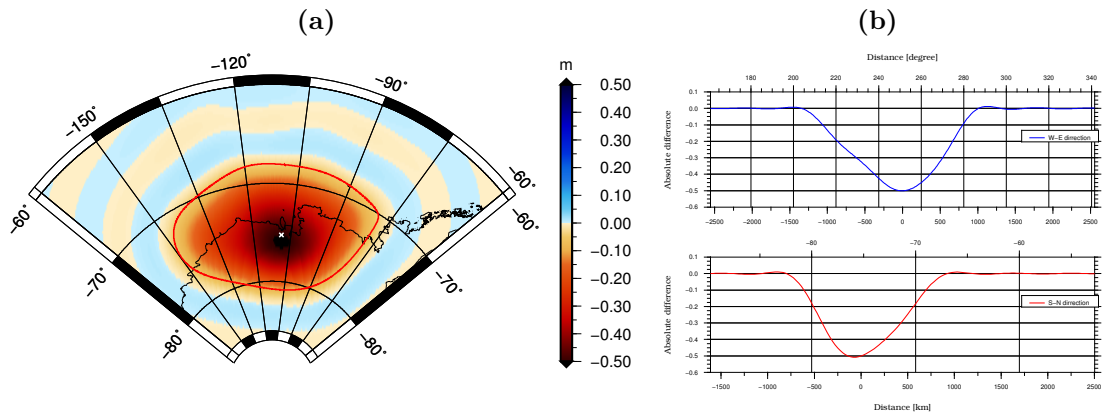 (a)
−150˚
−120˚
−90˚
−60˚
−60˚
−60˚
−70˚
−70˚
−80˚
−80˚
m
0.50
0.40
0.30
0.20
0.10
0.00
−0.10
−0.20
−0.30
−0.40
−0.50
(b)
Distance [degree]
180 200 210 220 230 240 250 260 270 280 290 300 320 340
Absolute difference
0.1
0.0
−0.1
−0.2
−0.3
−0.4
−0.5
−0.6
W−E direction
−2500 −2000 −1500 −1000 −500 0 500 1000 1500 2000 2500
−80 −70 −60
Absolute difference
0.1
0.0
−0.1
−0.2
−0.3
−0.4
−0.5
−0.6
S−N direction
−1500 −1000 −500 0 500 1000 1500 2000 2500
Distance [km]